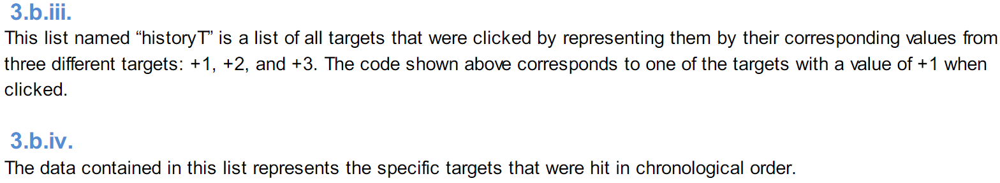 3.b.iii.
This list named “historyT” is a list of all targets that were clicked by representing them by their corresponding values from
three different targets: +1, +2, and +3. The code shown above corresponds to one of the targets with a value of +1 when
clicked.
3.b.iv.
The data contained in this list represents the specific targets that were hit in chronological order.